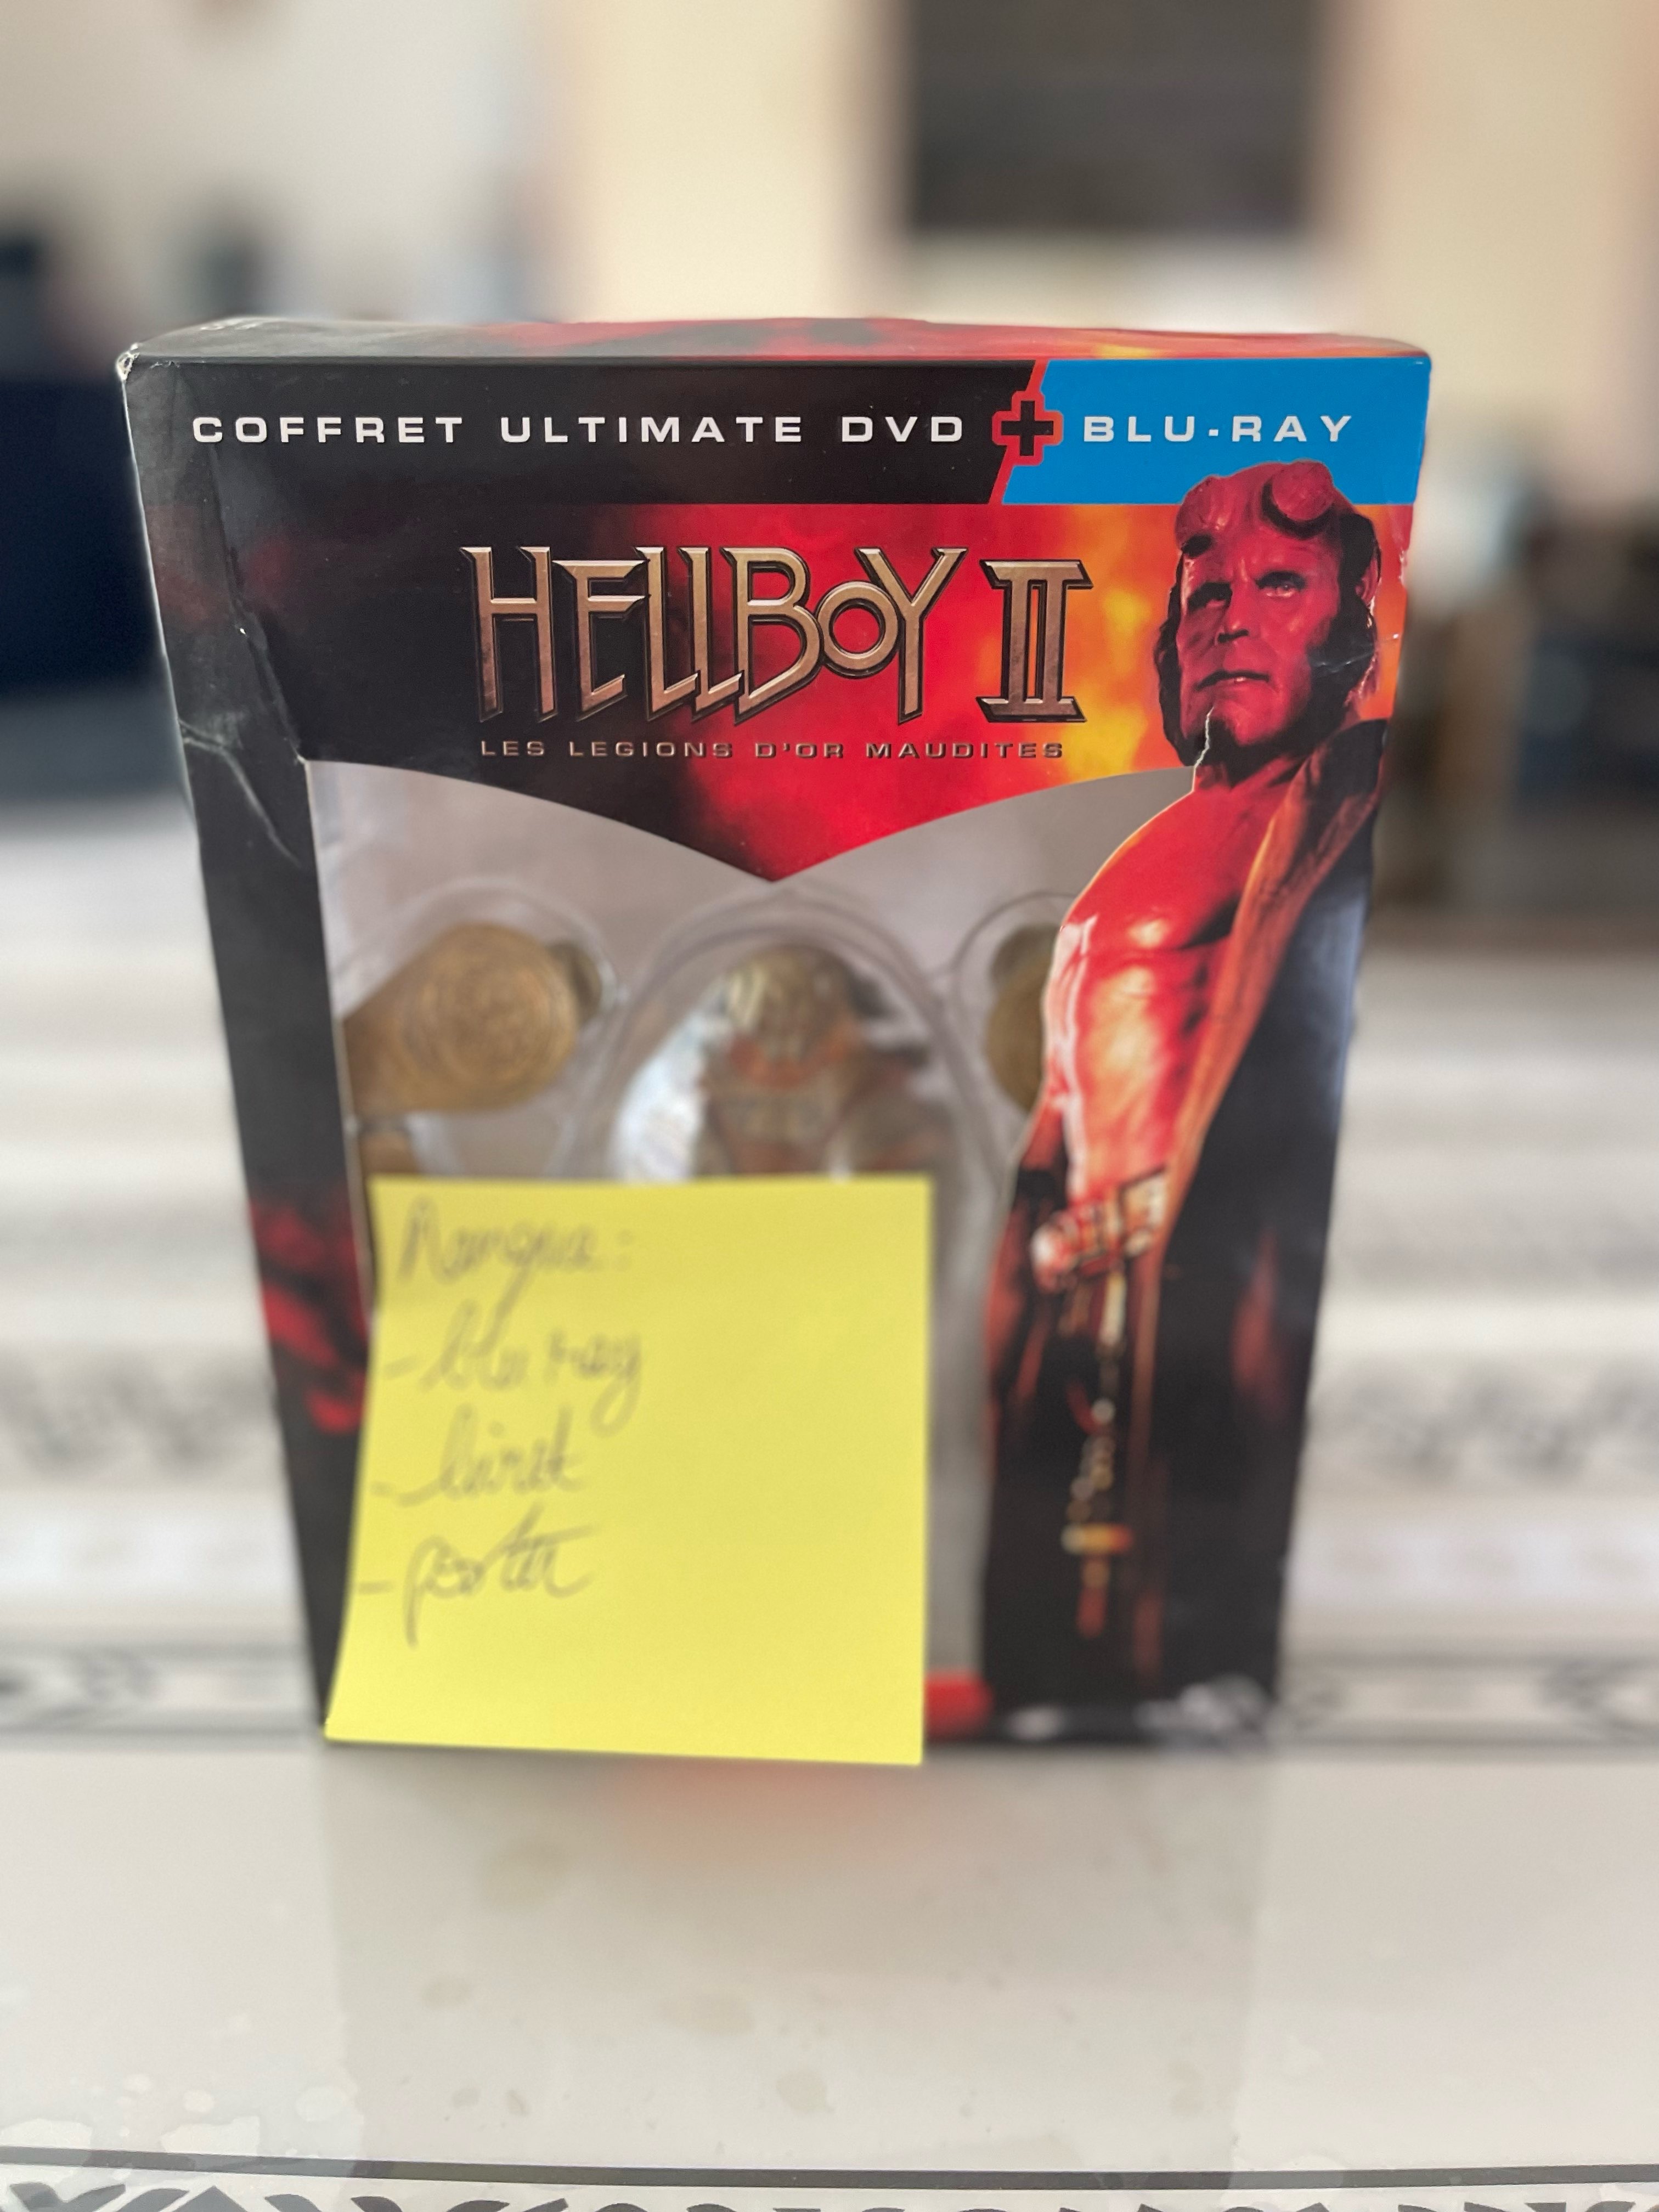 COFFRET ULTIMATE DVD + BLU-RAY
HELLBOY II
LES LEGIONS D'OR MAUDITES
Manque :
- blu ray
- livret
- poster